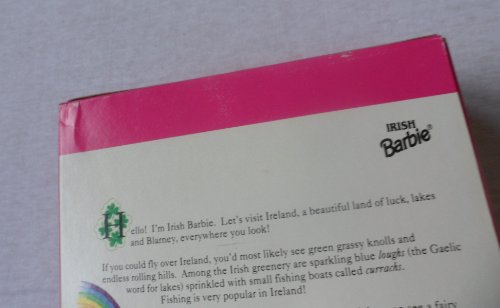 IRISH
Barbie®
Hello! I'm Irish Barbie. Let's visit Ireland, a beautiful land of luck, lakes
and Blarney, everywhere you look!
If you could fly over Ireland, you'd most likely see green grassy knolls and
endless rolling hills. Among the Irish greenery are sparkling blue loughs (the Gaelic
word for lakes) sprinkled with small fishing boats called curracks.
Fishing is very popular in Ireland!
see a fairy